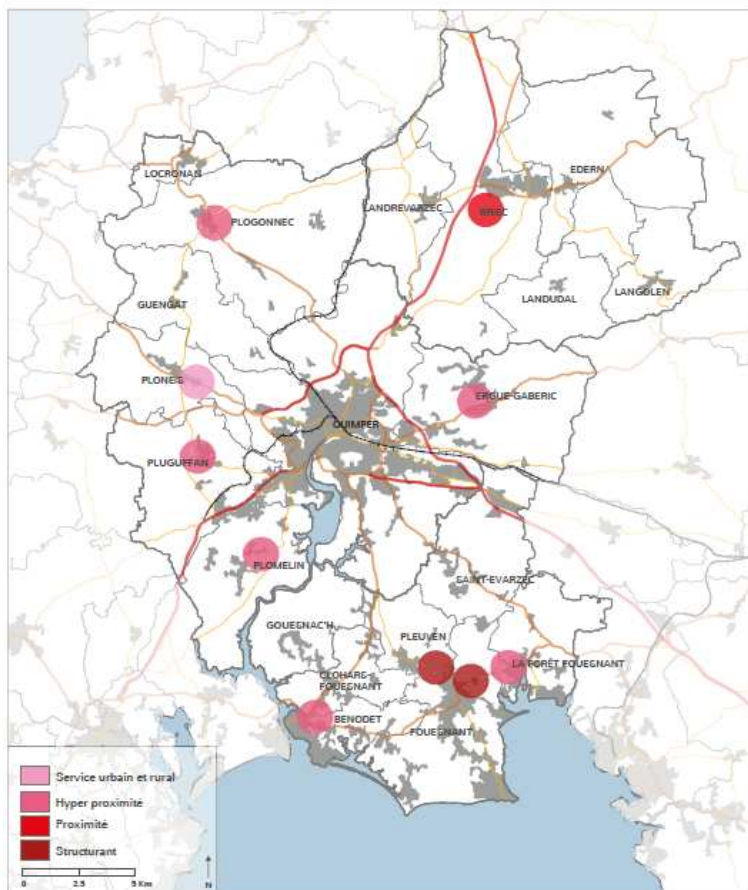 LOCRONAN
EDERN
LANDREVARZEC
BRIEC
PLOGONNEC
LANDUDAL
LANGOLEN
GUENGAT
PLONEIS
ERGUE-GABERIC
QUIMPER
PLUGUFFAN
PLOMELIN
SAINT-EVARZEC
GOUESNAC'H
PLEUVEN
LA FORÊT FOUESNANT
CLOHARS-
FOUESNANT
BENODET
FOUESNANT
Service urbain et rural
Hyper proximité
Proximité
Structurant
0 2.5 5 Km
N